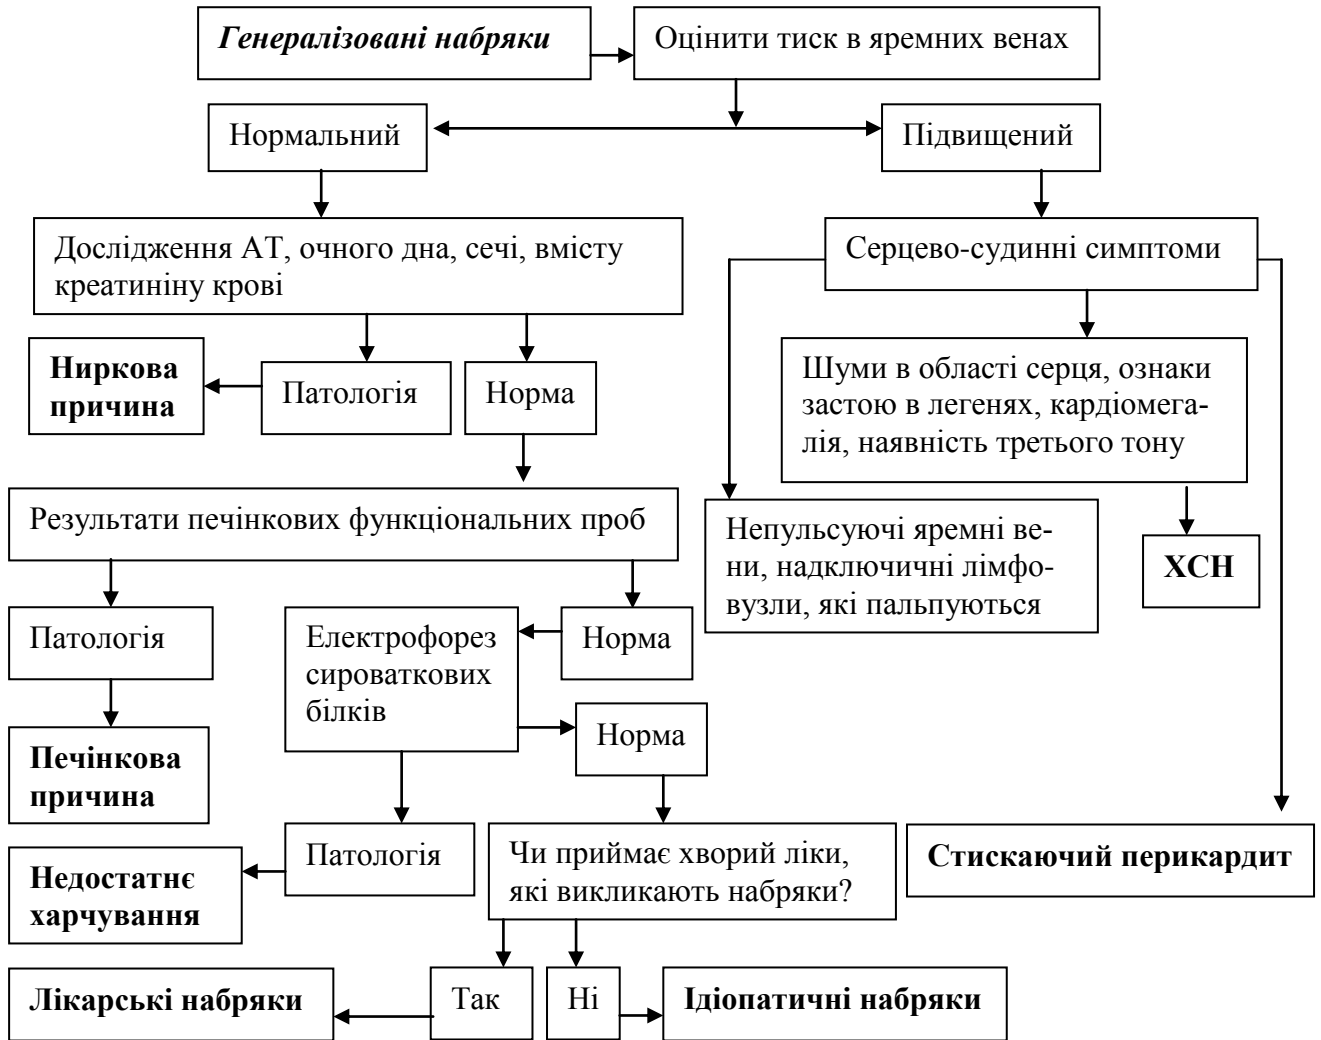 Генералізовані набряки
Оцінити тиск в яремних венах
Нормальний
Підвищений
Дослідження АТ, очного дна, сечі, вмісту
креатиніну крові
Серцево-судинні симптоми
Ниркова
причина
Патологія
Норма
Шуми в області серця, ознаки
застою в легенях, кардіомега-
лія, наявність третього тону
Результати печінкових функціональних проб
Непульсуючі яремні ве-
ни, надключичні лімфо-
вузли, які пальпуються
ХСН
Патологія
Електрофорез
сироваткових
білків
Норма
Норма
Печінкова
причина
Патологія
Чи приймає хворий ліки,
які викликають набряки?
Стискаючий перикардит
Недостатнє
харчування
Лікарські набряки
Так
Ні
Ідіопатичні набряки